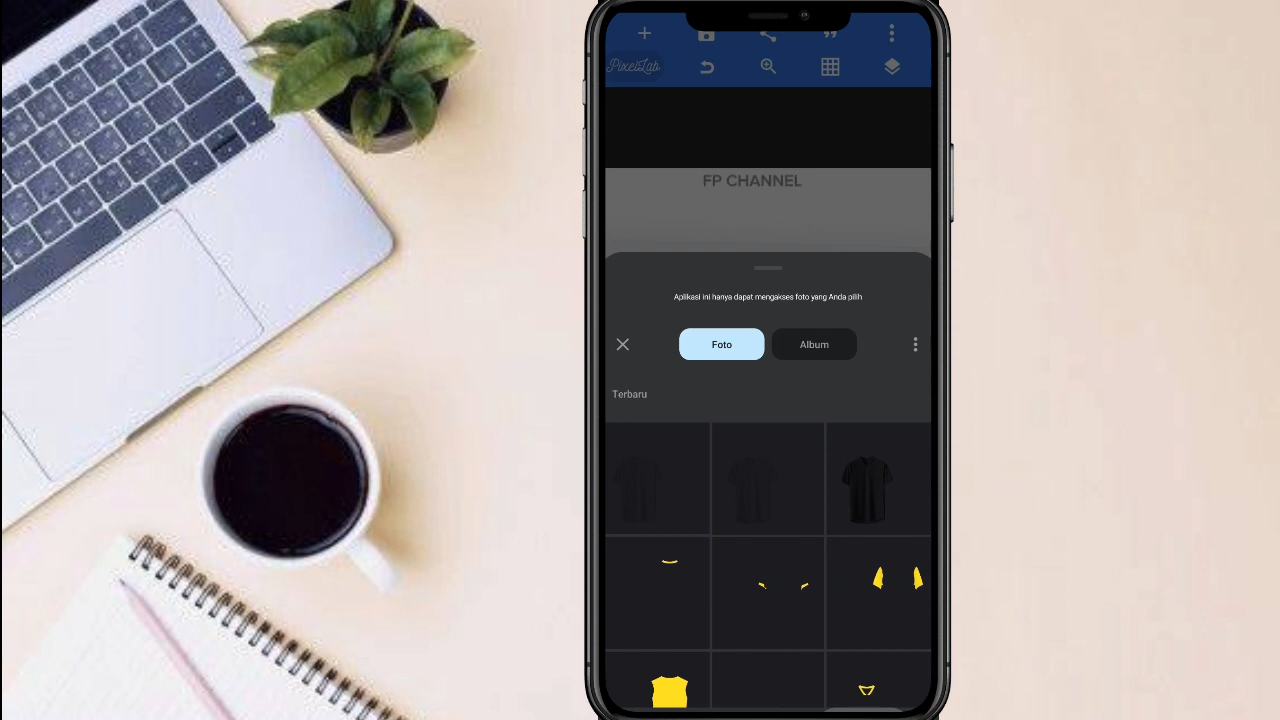 PixelLab
FP CHANNEL
Aplikasi ini hanya dapat mengakses foto yang Anda pilih
Foto
Album
Terbaru